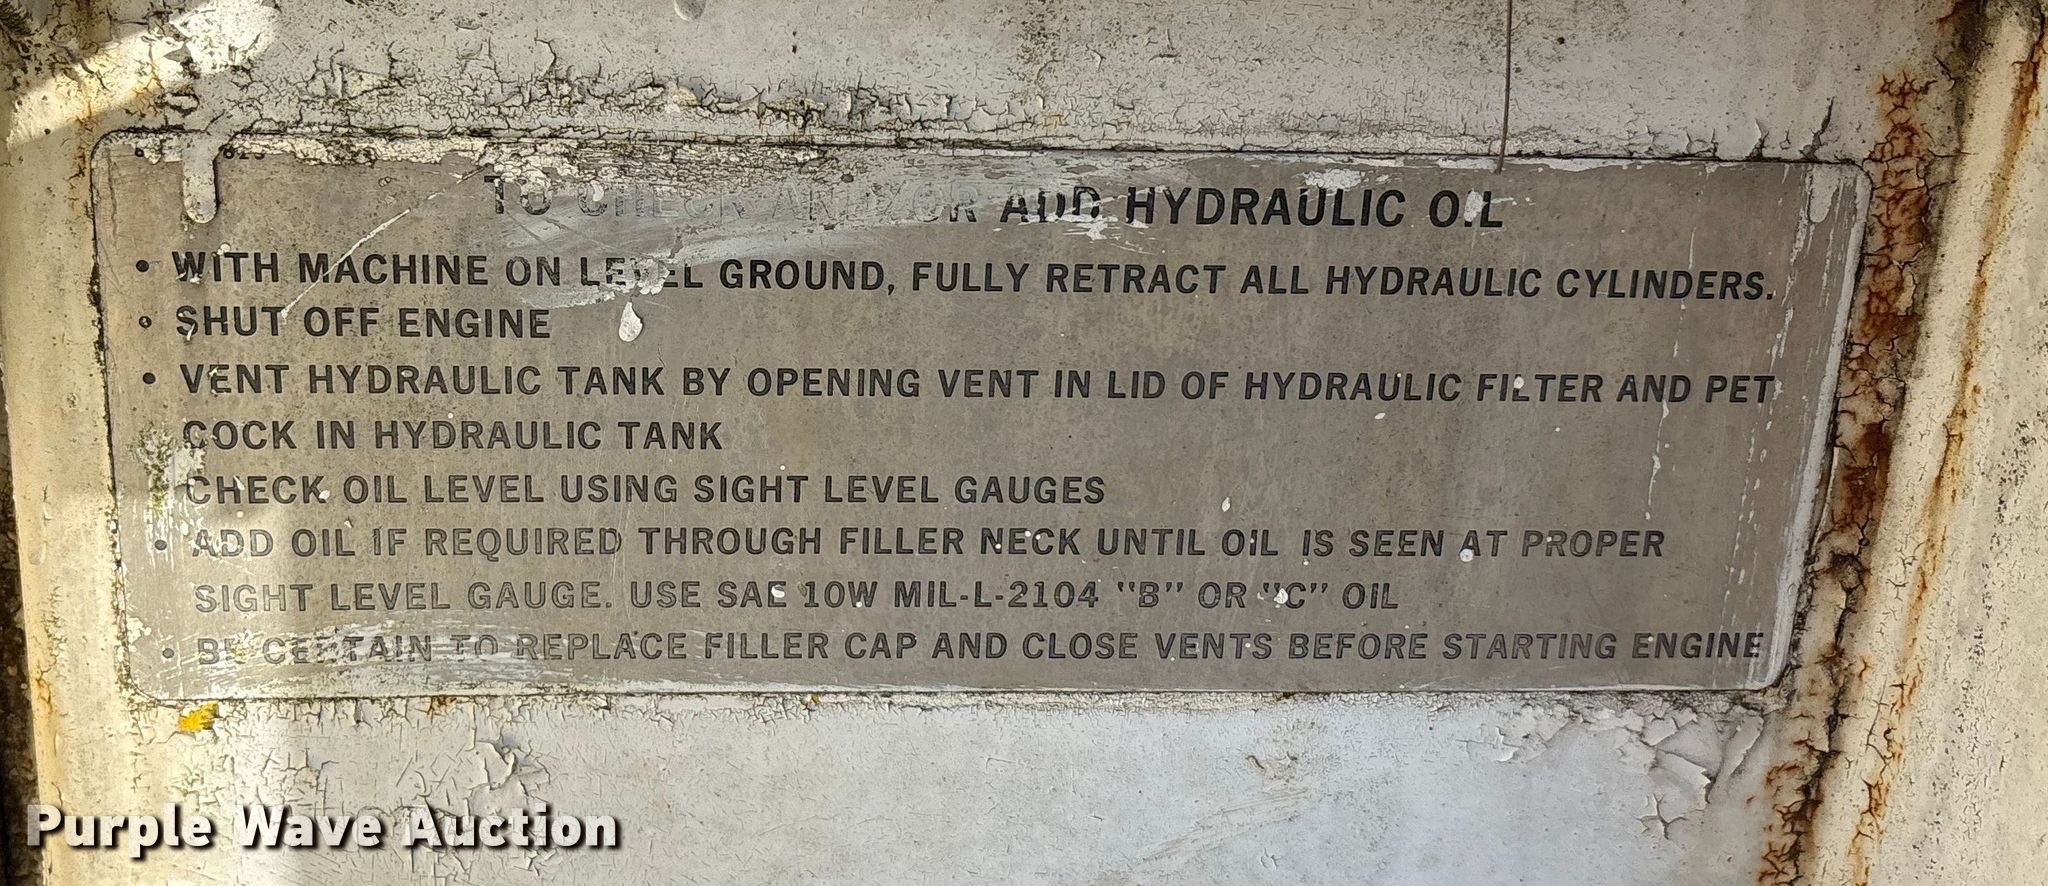 TO CHECK AND/OR ADD HYDRAULIC OIL
• WITH MACHINE ON LEVEL GROUND, FULLY RETRACT ALL HYDRAULIC CYLINDERS.
• SHUT OFF ENGINE
• VENT HYDRAULIC TANK BY OPENING VENT IN LID OF HYDRAULIC FILTER AND PET
COCK IN HYDRAULIC TANK
• CHECK OIL LEVEL USING SIGHT LEVEL GAUGES
• ADD OIL IF REQUIRED THROUGH FILLER NECK UNTIL OIL IS SEEN AT PROPER
SIGHT LEVEL GAUGE. USE SAE 10W MIL-L-2104 "B" OR "C" OIL
• BE CERTAIN TO REPLACE FILLER CAP AND CLOSE VENTS BEFORE STARTING ENGINE
Purple Wave Auction